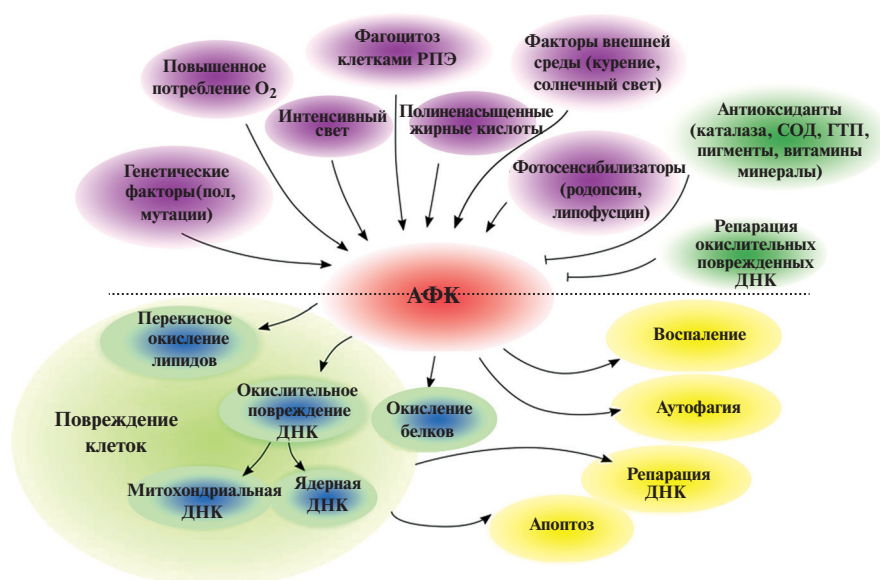 Повышенное
потребление O₂
Фагоцитоз
клетками РПЭ
Факторы внешней
среды (курение,
солнечный свет)
Интенсивный
свет
Полиненасыщенные
жирные кислоты
Антиоксиданты
(каталаза, СОД, ГТП,
пигменты, витамины
минералы)
Генетические
факторы(пол,
мутации)
Фотосенсибилизаторы
(родопсин,
липофусцин)
Репарация
окислительных
поврежденных
ДНК
АФК
Перекисное
окисление
липидов
Воспаление
Повреждение
клеток
Окислительное
повреждение
ДНК
Окисление
белков
Аутофагия
Митохондриальная
ДНК
Ядерная
ДНК
Репарация
ДНК
Апоптоз